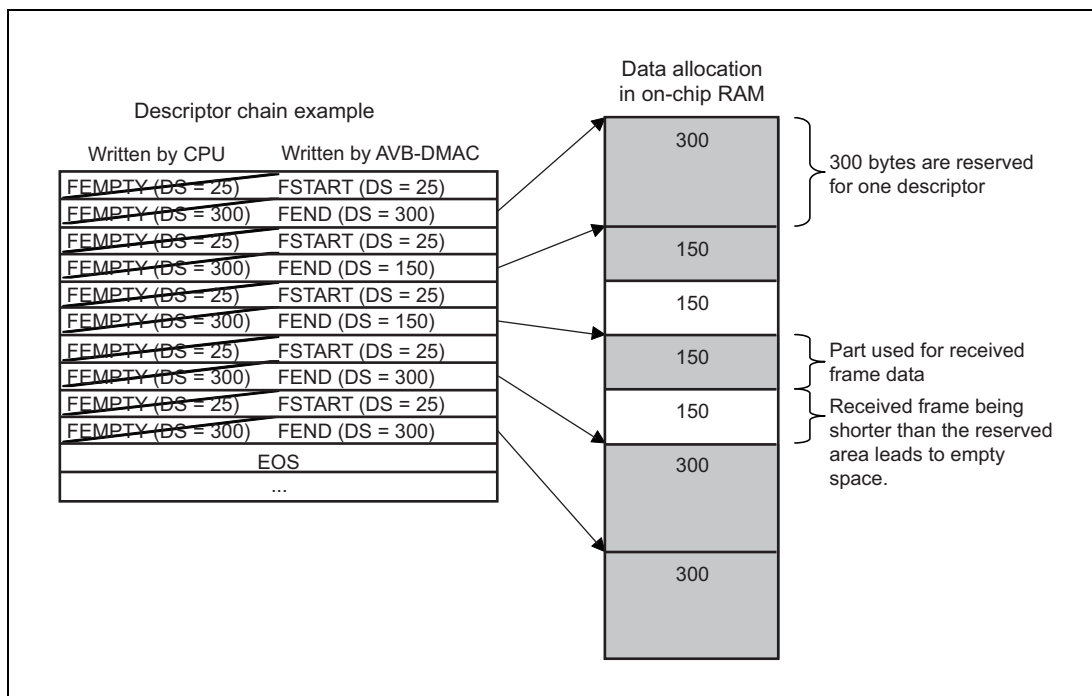 Data allocation
in on-chip RAM
Descriptor chain example
Written by CPU Written by AVB-DMAC
FEMPTY (DS = 25) FSTART (DS = 25)
FEMPTY (DS = 300) FEND (DS = 300)
FEMPTY (DS = 25) FSTART (DS = 25)
FEMPTY (DS = 300) FEND (DS = 150)
FEMPTY (DS = 25) FSTART (DS = 25)
FEMPTY (DS = 300) FEND (DS = 150)
FEMPTY (DS = 25) FSTART (DS = 25)
FEMPTY (DS = 300) FEND (DS = 300)
FEMPTY (DS = 25) FSTART (DS = 25)
FEMPTY (DS = 300) FEND (DS = 300)
EOS
...
300
150
150
150
150
300
300
300 bytes are reserved
for one descriptor
Part used for received
frame data
Received frame being
shorter than the reserved
area leads to empty
space.